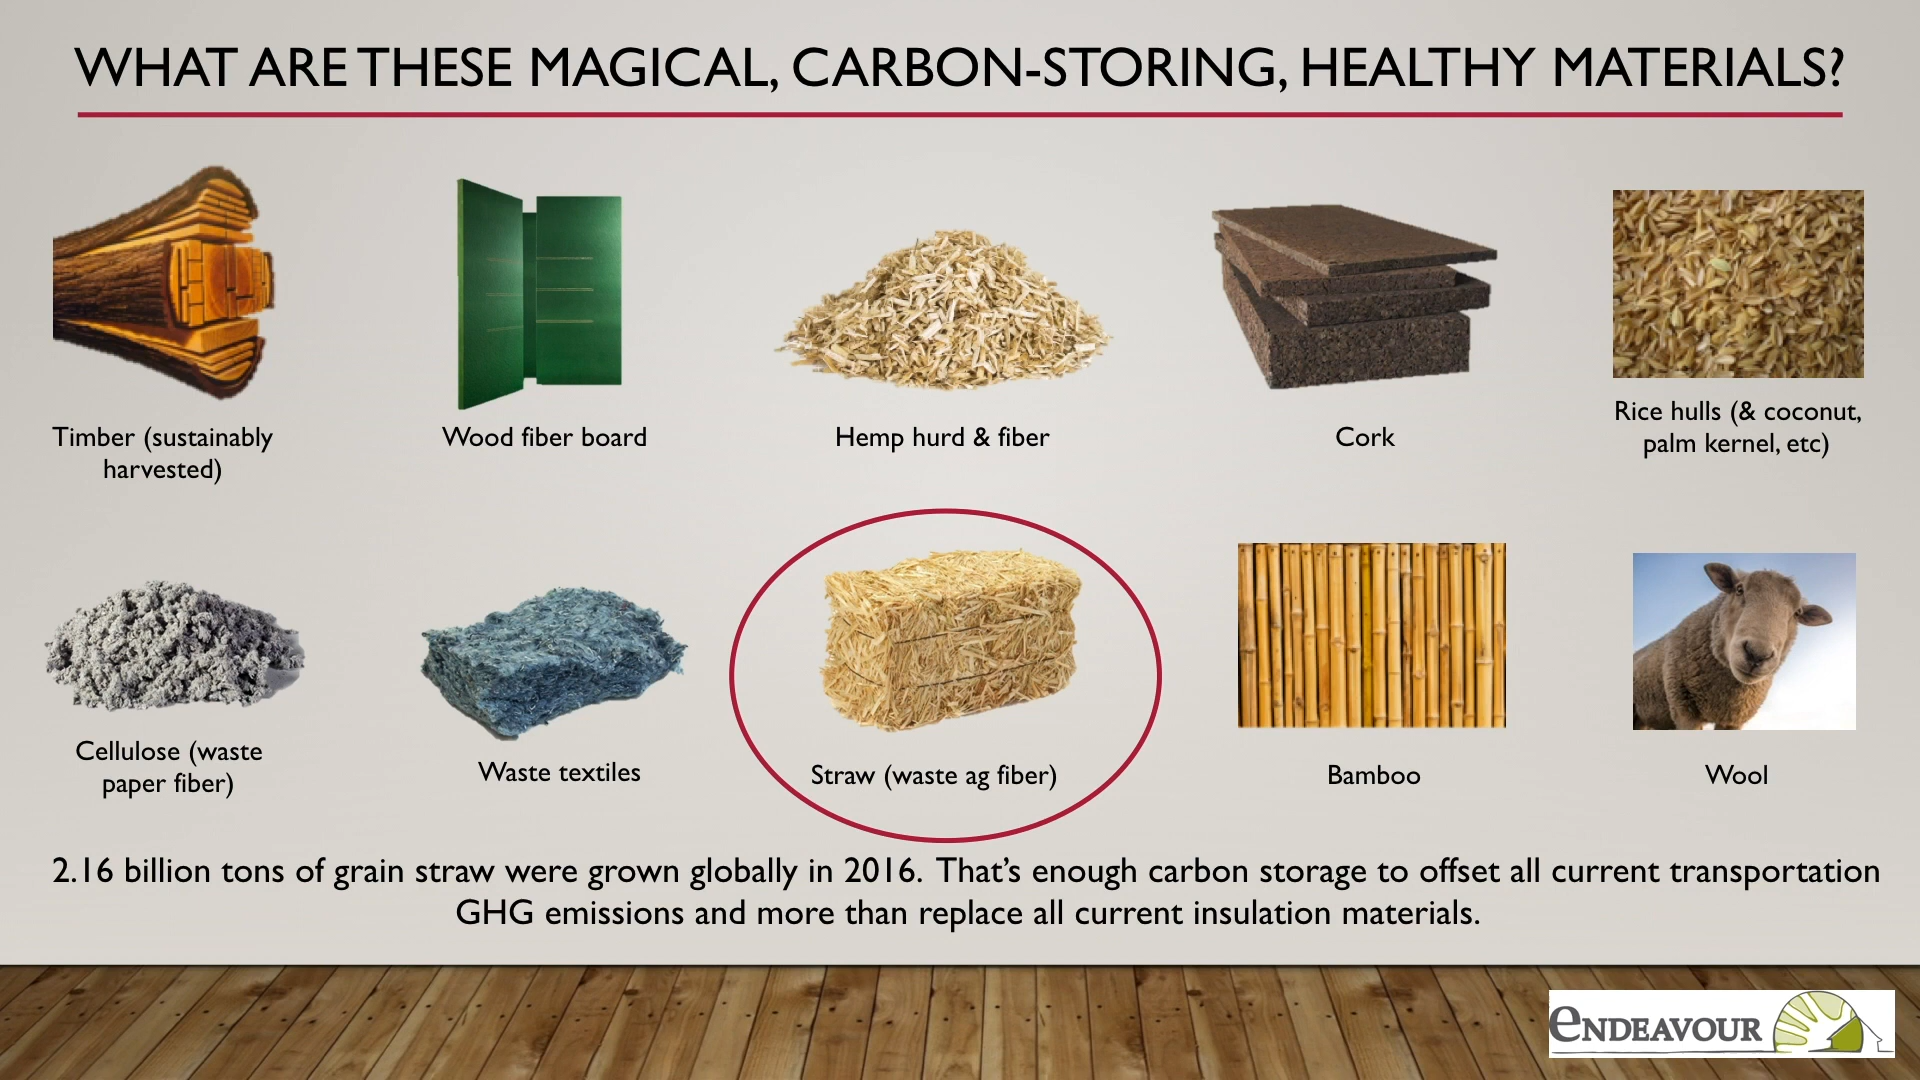 WHAT ARE THESE MAGICAL, CARBON-STORING, HEALTHY MATERIALS?
Timber (sustainably
harvested)
Wood fiber board
Hemp hurd & fiber
Cork
Rice hulls (& coconut,
palm kernel, etc)
Cellulose (waste
paper fiber)
Waste textiles
Straw (waste ag fiber)
Bamboo
Wool
2.16 billion tons of grain straw were grown globally in 2016. That's enough carbon storage to offset all current transportation
GHG emissions and more than replace all current insulation materials.
ENDEAVOUR